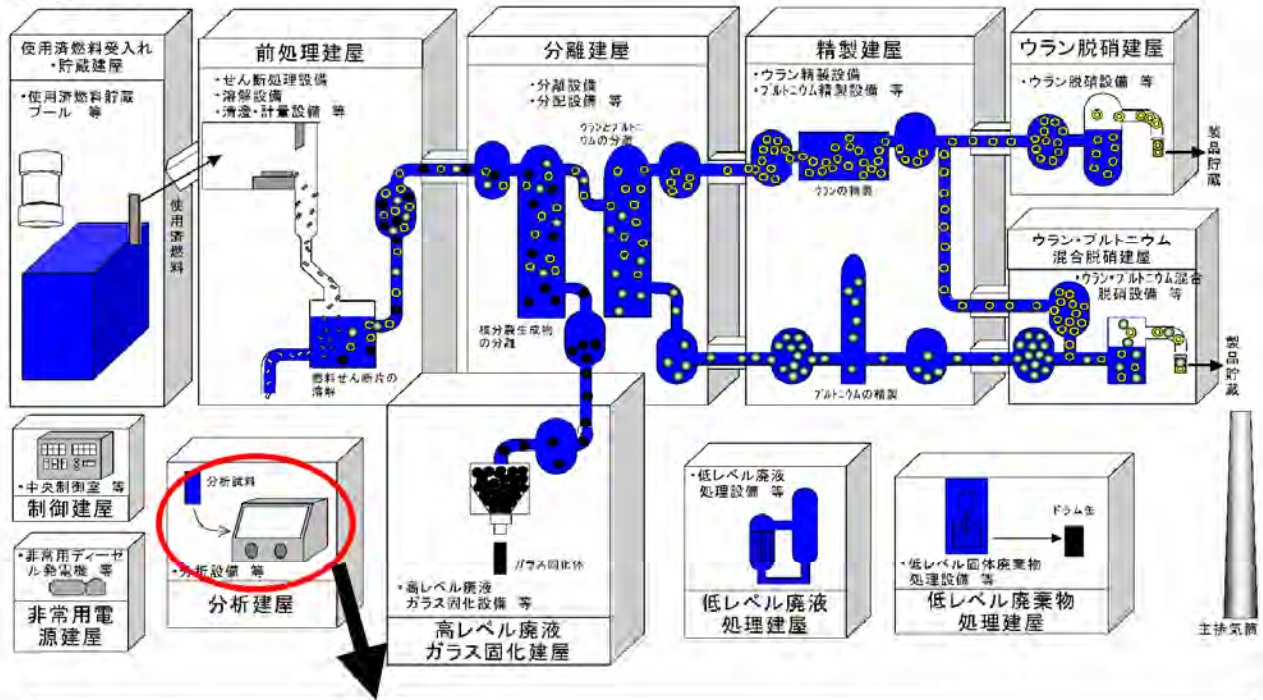 使用済燃料受入れ
・貯蔵建屋
・使用済燃料貯蔵
プール 等
使用済燃料
前処理建屋
・せん断処理設備
・溶解設備
・清澄・計量設備 等
燃料せん断片の
溶解
分離建屋
・分離設備
・分配設備 等
ウランとプルトニ
ウムの分離
核分裂生成物
の分離
精製建屋
・ウラン精製設備
・プルトニウム精製設備 等
ウランの精製
プルトニウムの精製
ウラン脱硝建屋
・ウラン脱硝設備 等
製品貯蔵
ウラン・プルトニウム
混合脱硝建屋
・ウラン・プルトニウム混合
脱硝設備 等
製品貯蔵
・中央制御室 等
制御建屋
・非常用ディーゼ
ル発電機 等
非常用電
源建屋
分析試料
・分析設備 等
分析建屋
ガラス固化体
・高レベル廃液
ガラス固化設備 等
高レベル廃液
ガラス固化建屋
・低レベル廃液
処理設備 等
低レベル廃液
処理建屋
ドラム缶
・低レベル固体廃棄物
処理設備 等
低レベル廃棄物
処理建屋
主排気筒